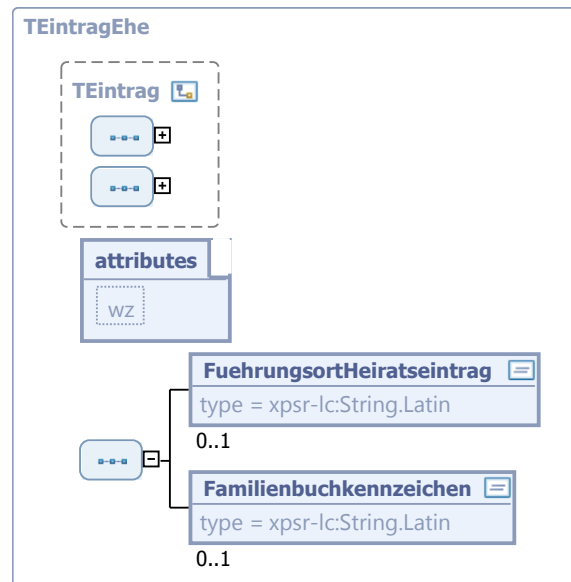 TEintragEhe
TEintrag
attributes
wz
FuehrungsortHeiratseintrag
type = xpsr-lc:String.Latin
0..1
Familienbuchkennzeichen
type = xpsr-lc:String.Latin
0..1